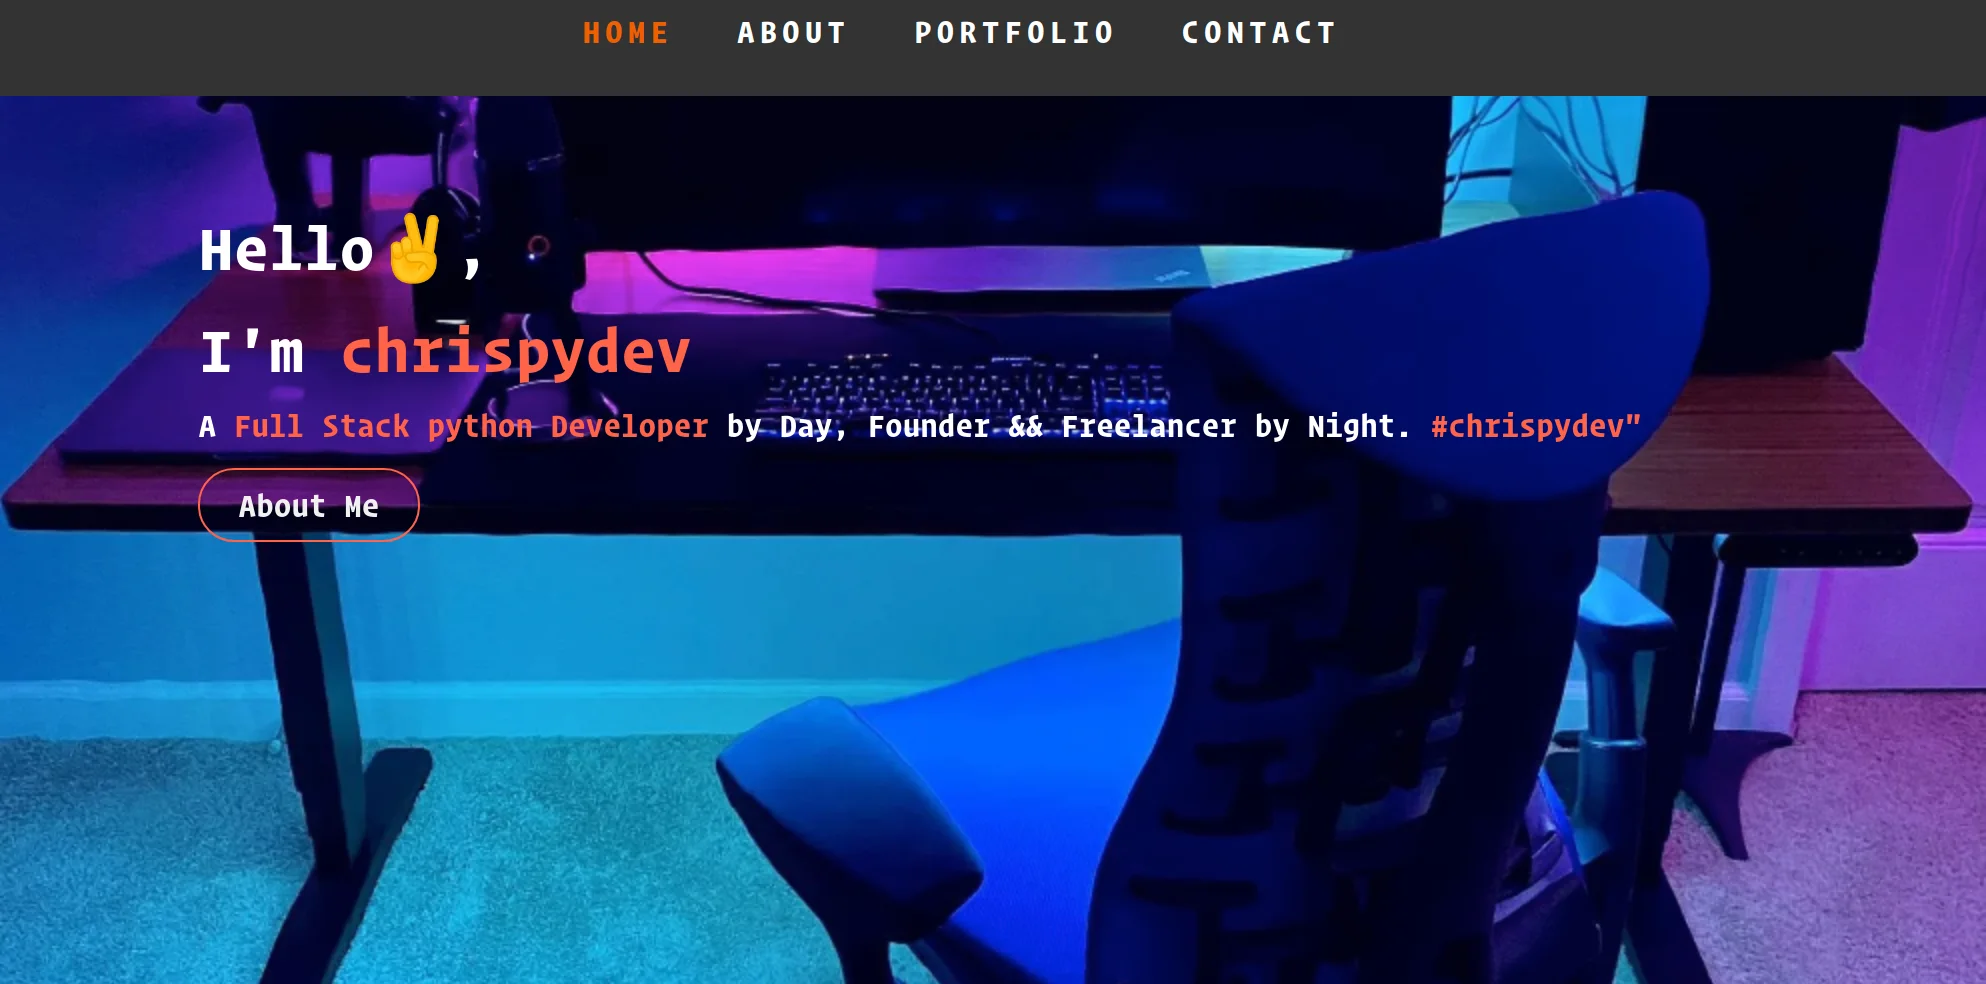 HOME ABOUT PORTFOLIO CONTACT
Hello✌,
I'm chrispydev
A Full Stack python Developer by Day, Founder && Freelancer by Night. #chrispydev"
About Me